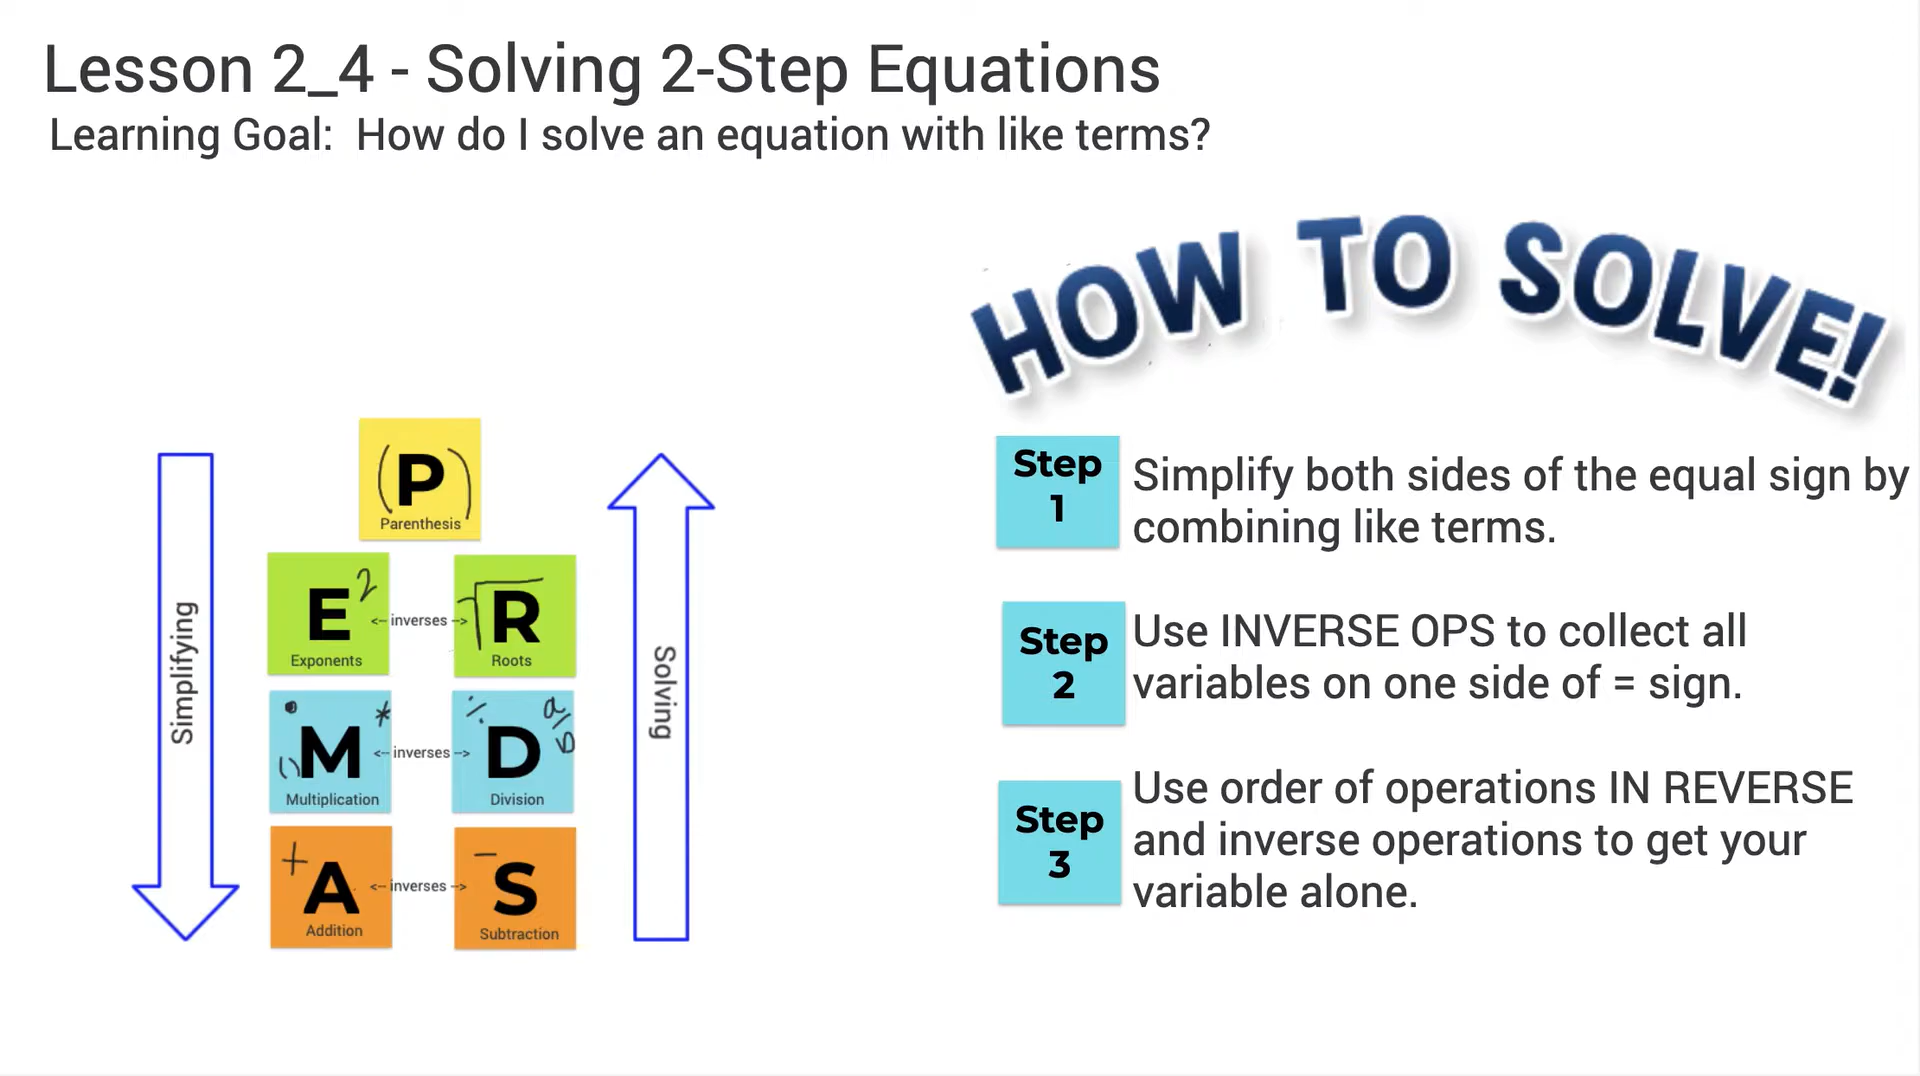 Lesson 2_4 - Solving 2-Step Equations
Learning Goal: How do I solve an equation with like terms?
HOW TO SOLVE!
Simplifying
(P)
Parenthesis
E 2
Exponents
<-- inverses -->
√ R
Roots
• * () M
Multiplication
<-- inverses -->
÷ a/b D
Division
+ A
Addition
<-- inverses -->
− S
Subtraction
Solving
Step
1
Simplify both sides of the equal sign by
combining like terms.
Step
2
Use INVERSE OPS to collect all
variables on one side of = sign.
Step
3
Use order of operations IN REVERSE
and inverse operations to get your
variable alone.